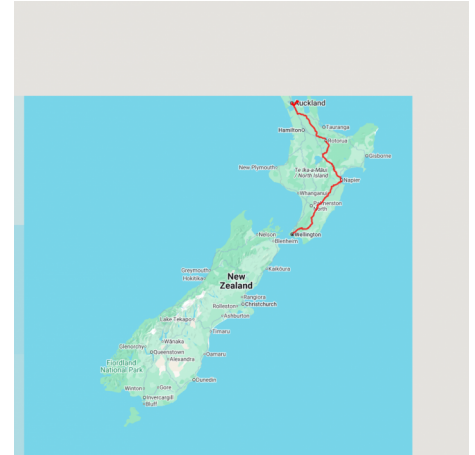 Auckland
Tauranga
Hamilton
Rotorua
Gisborne
New Plymouth
Te Ika-a-Māui
North Island
Napier
Whanganui
Palmerston
North
Wellington
Nelson
Blenheim
Kaikōura
Greymouth
Hokitika
New
Zealand
Rangiora
Rolleston
Christchurch
Ashburton
Lake Tekapo
Timaru
Wānaka
Glenorchy
Queenstown
Oamaru
Alexandra
Fiordland
National Park
Dunedin
Winton
Gore
Invercargill
Bluff